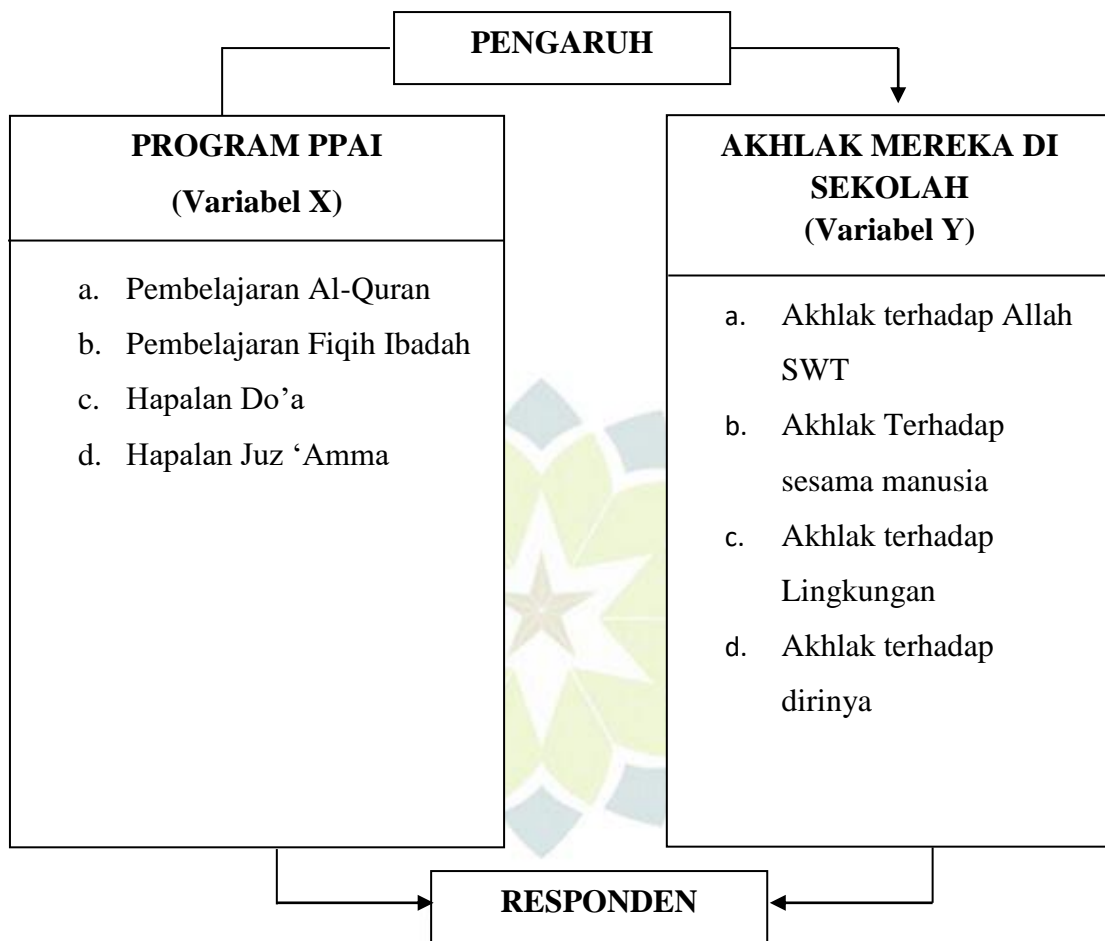 PENGARUH
PROGRAM PPAI
(Variabel X)
a. Pembelajaran Al-Quran
b. Pembelajaran Fiqih Ibadah
c. Hapalan Do’a
d. Hapalan Juz ‘Amma
AKHLAK MEREKA DI
SEKOLAH
(Variabel Y)
a. Akhlak terhadap Allah
SWT
b. Akhlak Terhadap
sesama manusia
c. Akhlak terhadap
Lingkungan
d. Akhlak terhadap
dirinya
RESPONDEN